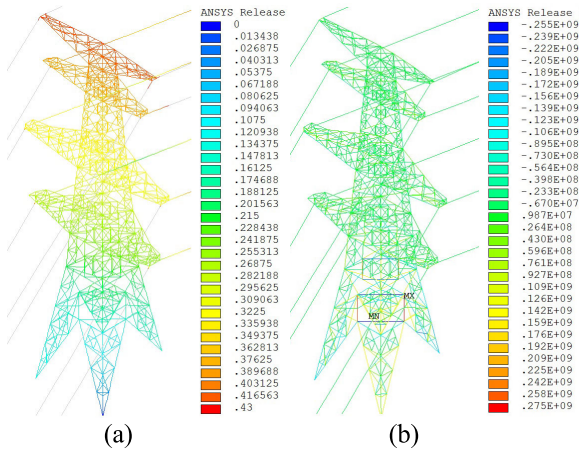 ANSYS Release
0
.013438
.026875
.040313
.05375
.067188
.080625
.094063
.1075
.120938
.134375
.147813
.16125
.174688
.188125
.201563
.215
.228438
.241875
.255313
.26875
.282188
.295625
.309063
.3225
.335938
.349375
.362813
.37625
.389688
.403125
.416563
.43
(a)
ANSYS Release
-.255E+09
-.239E+09
-.222E+09
-.205E+09
-.189E+09
-.172E+09
-.156E+09
-.139E+09
-.123E+09
-.106E+09
-.895E+08
-.730E+08
-.564E+08
-.398E+08
-.233E+08
-.670E+07
.987E+07
.264E+08
.430E+08
.596E+08
.761E+08
.927E+08
.109E+09
.126E+09
.142E+09
.159E+09
.176E+09
.192E+09
.209E+09
.225E+09
.242E+09
.258E+09
.275E+09
MX
MN
(b)